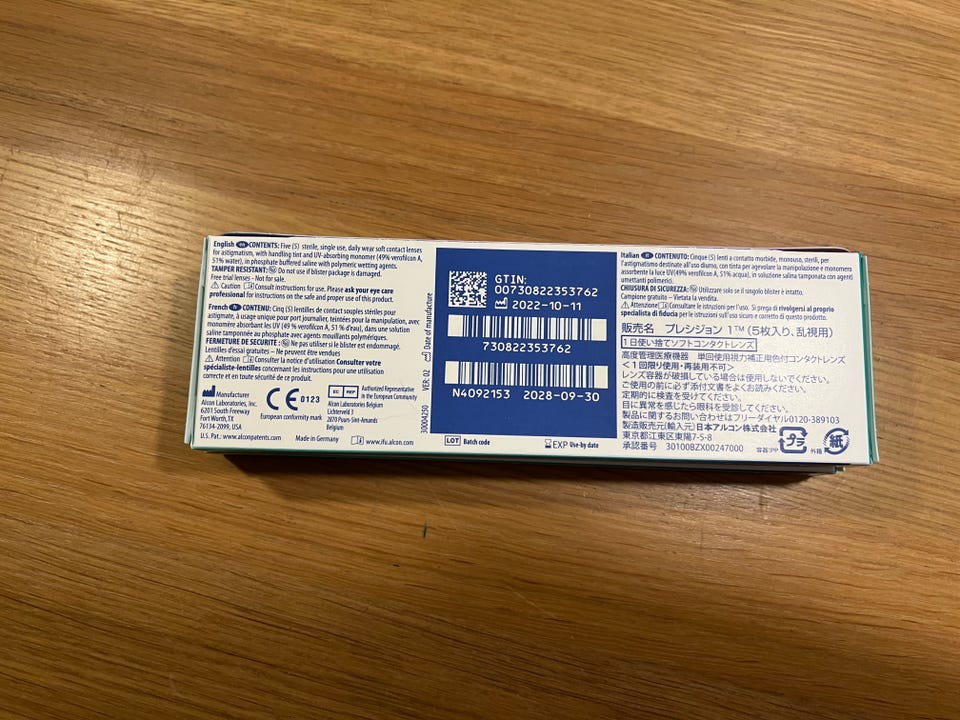 English EN CONTENTS: Five (5) sterile, single use, daily wear soft contact lenses
for astigmatism, with handling tint and UV-absorbing monomer (49% verofilcon A,
51% water), in phosphate buffered saline with polymeric wetting agents.
TAMPER RESISTANT: Do not use if blister package is damaged.
Free trial lenses - Not for sale.
Caution Consult instructions for use. Please ask your eye care
professional for instructions on the safe and proper use of this product.
French fr CONTENU: Cinq (5) lentilles de contact souples stériles pour
astigmate, à usage unique pour port journalier, teintées pour la manipulation, avec
monomère absorbant les UV (49 % verofilcon A, 51 % d'eau), dans une solution
saline tamponnée au phosphate avec agents mouillants polymériques.
FERMETURE DE SÉCURITÉ : Ne pas utiliser si le blister est endommagé.
Lentilles d'essai gratuites – Ne peuvent être vendues
Attention Consulter la notice d'utilisation Consulter votre
spécialiste-lentilles concernant les instructions pour une utilisation
correcte et en toute sécurité de ce produit.
Manufacturer
Alcon Laboratories, Inc.
6201 South Freeway
Fort Worth, TX
76134-2099, USA
CE 0123
European conformity mark
EC REP
Authorized Representative
in the European Community
Alcon Laboratories Belgium
Lichterveld 3
2870 Puurs-Sint-Amands
Belgium
U.S. Pat.: www.alconpatents.com
Made in Germany
www.ifu.alcon.com
30004250 VER: 02 Date of manufacture
GTIN:
00730822353762
2022-10-11
730822353762
N4092153 2028-09-30
LOT Batch code
EXP Use-by date
Italian it CONTENUTO: Cinque (5) lenti a contatto morbide, monouso, sterili, per
l'astigmatismo destinate all'uso diurno, con tinta per agevolare la manipolazione e monomero
assorbente la luce UV(49% verofilcon A, 51% acqua), in soluzione salina tamponata con agenti
umettanti polimerici.
CHIUSURA DI SICUREZZA: Utilizzare solo se il singolo blister è intatto.
Campione gratuito – Vietata la vendita.
Attenzione Consultare le istruzioni per l'uso. Si prega di rivolgersi al proprio
specialista di fiducia per le istruzioni sull'uso sicuro e corretto di questo prodotto.
販売名 プレシジョン 1™ (5枚入り、乱視用)
1日使い捨てソフトコンタクトレンズ
高度管理医療機器 単回使用視力補正用色付コンタクトレンズ
<1回限り使用・再装用不可>
レンズ容器が破損している場合は使用しないでください。
ご使用の前に必ず添付文書をよくお読みください。
定期的に検査を受けてください。
目に異常を感じたら眼科を受診してください。
製品に関するお問い合わせはフリーダイヤル0120-389103
製造販売元(輸入元)日本アルコン株式会社
東京都江東区東陽7-5-8
承認番号 30100BZX00247000
プラ
容器:PP
紙
外箱